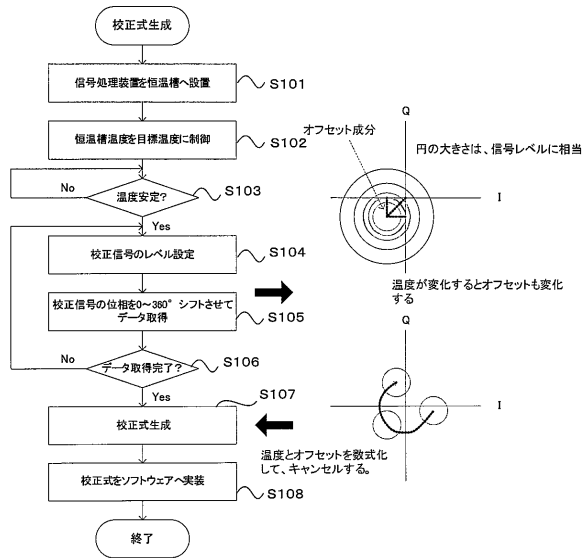 校正式生成
信号処理装置を恒温槽へ設置
S101
恒温槽温度を目標温度に制御
S102
No
温度安定?
S103
Yes
校正信号のレベル設定
S104
校正信号の位相を0~360°シフトさせて
データ取得
S105
No
データ取得完了?
S106
Yes
S107
校正式生成
校正式をソフトウェアへ実装
S108
終了
Q
オフセット成分
円の大きさは、信号レベルに相当
I
温度が変化するとオフセットも変化
する
Q
I
温度とオフセットを数式化
して、キャンセルする。